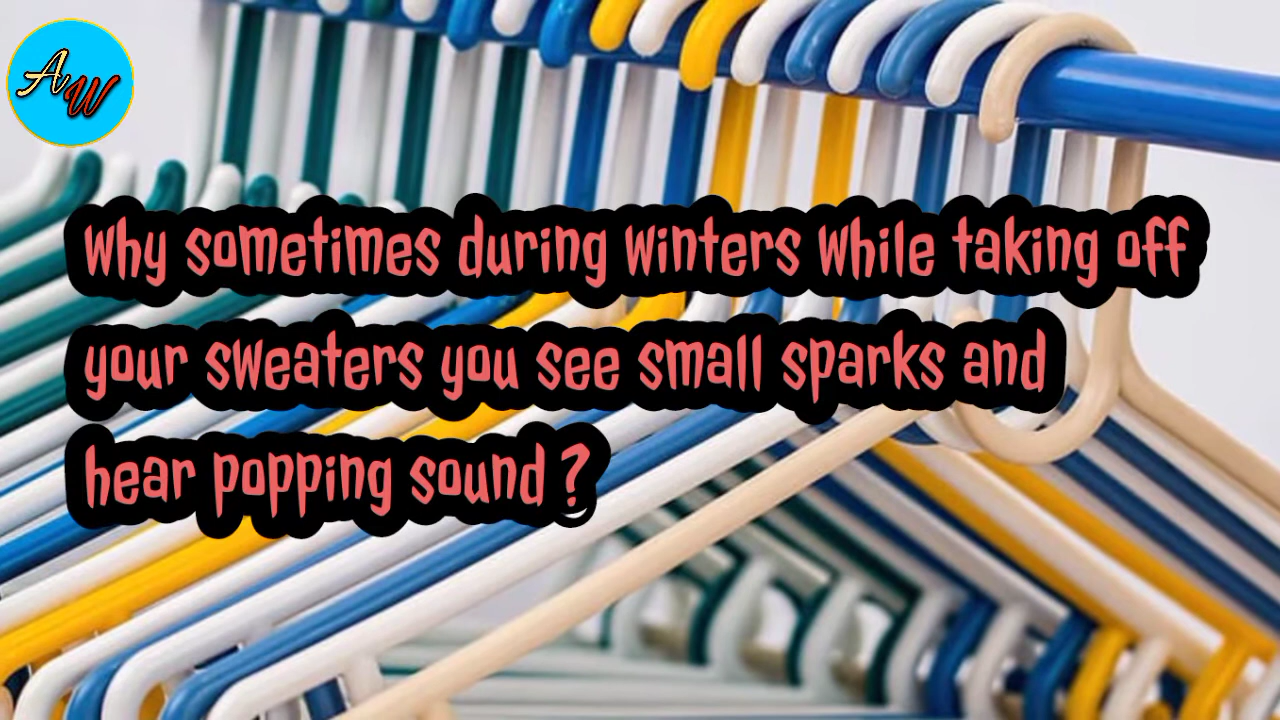 AW
Why sometimes during winters while taking off
your sweaters you see small sparks and
hear popping sound ?